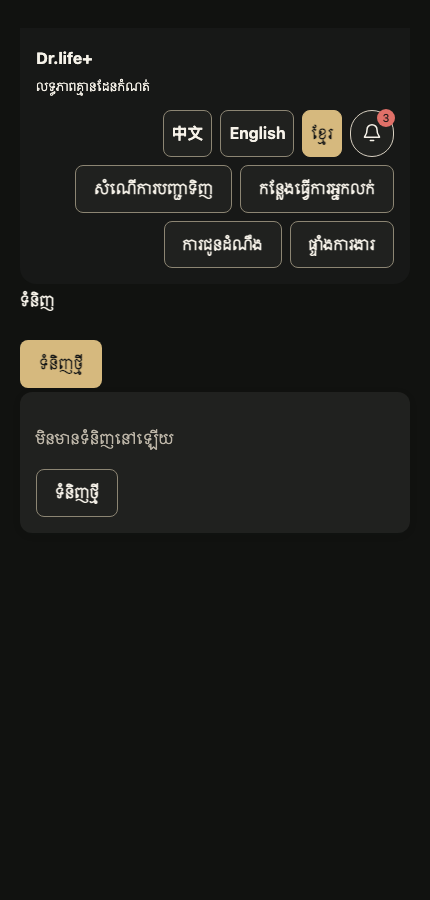 Dr.life+
លទ្ធភាពគ្មានដែនកំណត់
中文 English ខ្មែរ 3
សំណើការបញ្ជាទិញ កន្លែងធ្វើការអ្នកលក់
ការជូនដំណឹង ផ្ទាំងការងារ
ទំនិញ
ទំនិញថ្មី
មិនមានទំនិញនៅឡើយ
ទំនិញថ្មី